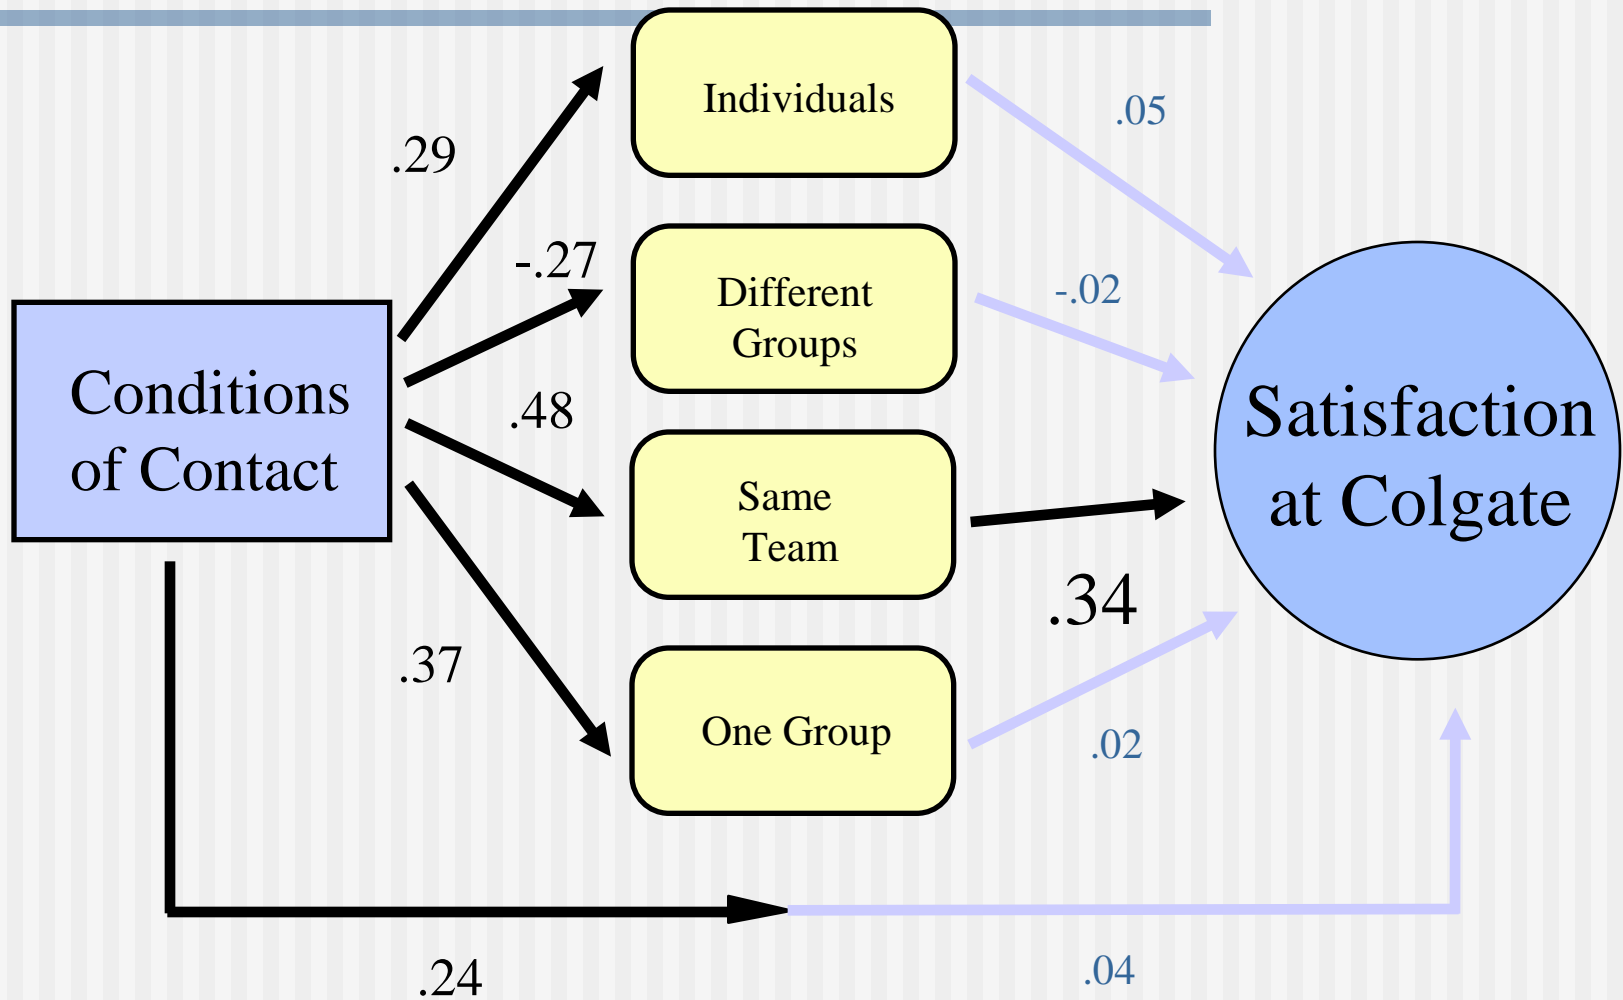 Individuals
.05
.29
-.27
Different
Groups
-.02
Conditions
of Contact
.48
Satisfaction
at Colgate
Same
Team
.34
.37
One Group
.02
.24
.04